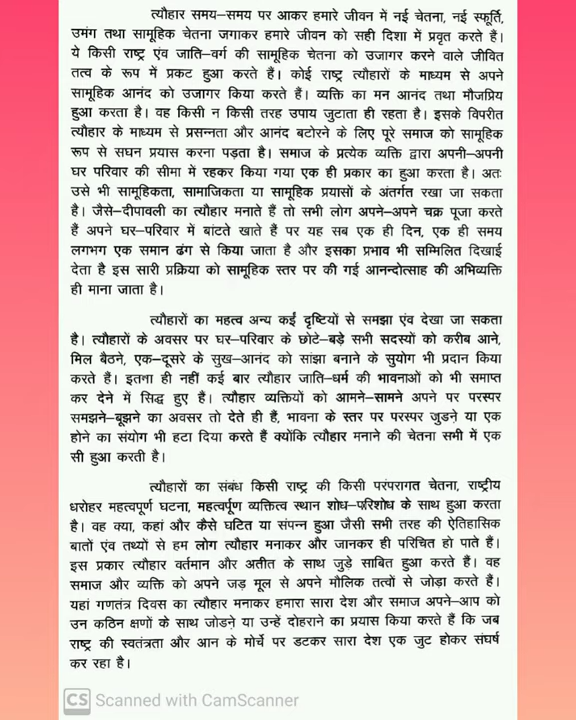 त्यौहार समय–समय पर आकर हमारे जीवन में नई चेतना, नई स्फूर्ति,
उमंग तथा सामूहिक चेतना जगाकर हमारे जीवन को सही दिशा में प्रवृत करते हैं।
ये किसी राष्ट्र एंव जाति–वर्ग की सामूहिक चेतना को उजागर करने वाले जीवित
तत्व के रूप में प्रकट हुआ करते हैं। कोई राष्ट्र त्यौहारों के माध्यम से अपने
सामूहिक आनंद को उजागर किया करते हैं। व्यक्ति का मन आनंद तथा मौजप्रिय
हुआ करता है। वह किसी न किसी तरह उपाय जुटाता ही रहता है। इसके विपरीत
त्यौहार के माध्यम से प्रसन्नता और आनंद बटोरने के लिए पूरे समाज को सामूहिक
रूप से सघन प्रयास करना पड़ता है। समाज के प्रत्येक व्यक्ति द्वारा अपनी–अपनी
घर परिवार की सीमा में रहकर किया गया एक ही प्रकार का हुआ करता है। अतः
उसे भी सामूहिकता, सामाजिकता या सामूहिक प्रयासों के अंतर्गत रखा जा सकता
है। जैसे–दीपावली का त्यौहार मनाते हैं तो सभी लोग अपने–अपने चक्र पूजा करते
हैं अपने घर–परिवार में बांटते खाते हैं पर यह सब एक ही दिन, एक ही समय
लगभग एक समान ढंग से किया जाता है और इसका प्रभाव भी सम्मिलित दिखाई
देता है इस सारी प्रक्रिया को सामूहिक स्तर पर की गई आनन्दोत्साह की अभिव्यक्ति
ही माना जाता है।
त्यौहारों का महत्व अन्य कईं दृष्टियों से समझा एंव देखा जा सकता
है। त्यौहारों के अवसर पर घर–परिवार के छोटे–बड़े सभी सदस्यों को करीब आने,
मिल बैठने, एक–दूसरे के सुख–आनंद को सांझा बनाने के सुयोग भी प्रदान किया
करते हैं। इतना ही नहीं कई बार त्यौहार जाति–धर्म की भावनाओं को भी समाप्त
कर देने में सिद्ध हुए हैं। त्यौहार व्यक्तियों को आमने–सामने अपने पर परस्पर
समझने–बूझने का अवसर तो देते ही हैं, भावना के स्तर पर परस्पर जुडऩे या एक
होने का संयोग भी हटा दिया करते हैं क्योंकि त्यौहार मनाने की चेतना सभी में एक
सी हुआ करती है।
त्यौहारों का संबंध किसी राष्ट्र की किसी परंपरागत चेतना, राष्ट्रीय
धरोहर महत्वपूर्ण घटना, महत्वर्पूण व्यक्तित्व स्थान शोध–परिशोध के साथ हुआ करता
है। वह क्या, कहां और कैसे घटित या संपन्न हुआ जैसी सभी तरह की ऐतिहासिक
बातों एंव तथ्यों से हम लोग त्यौहार मनाकर और जानकर ही परिचित हो पाते हैं।
इस प्रकार त्यौहार वर्तमान और अतीत के साथ जुडे साबित हुआ करते हैं। वह
समाज और व्यक्ति को अपने जड़ मूल से अपने मौलिक तत्वों से जोड़ा करते हैं।
यहां गणतंत्र दिवस का त्यौहार मनाकर हमारा सारा देश और समाज अपने–आप को
उन कठिन क्षणों के साथ जोडऩे या उन्हें दोहराने का प्रयास किया करते हैं कि जब
राष्ट्र की स्वतंत्रता और आन के मोर्चे पर डटकर सारा देश एक जुट होकर संघर्ष
कर रहा है।
CS Scanned with CamScanner